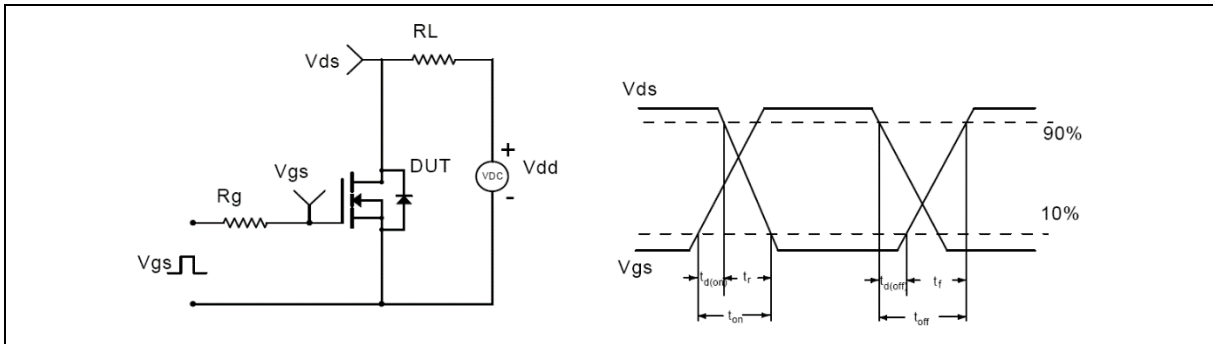 RL
Vds
Vgs
DUT
Rg
VDC
+
Vdd
-
Vgs
Vds
90%
10%
Vgs
td(on)
tr
td(off)
tf
ton
toff